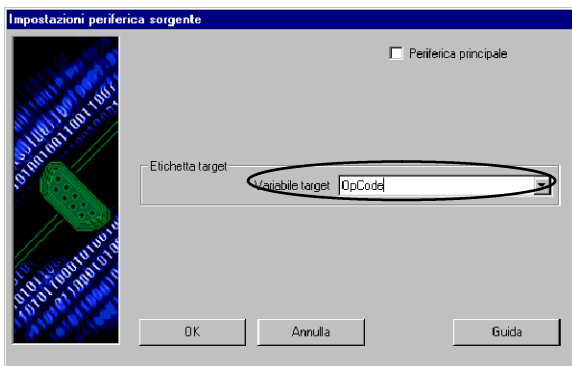 Impostazioni periferica sorgente
Periferica principale
Etichetta target
Variabile target OpCode
OK Annulla Guida